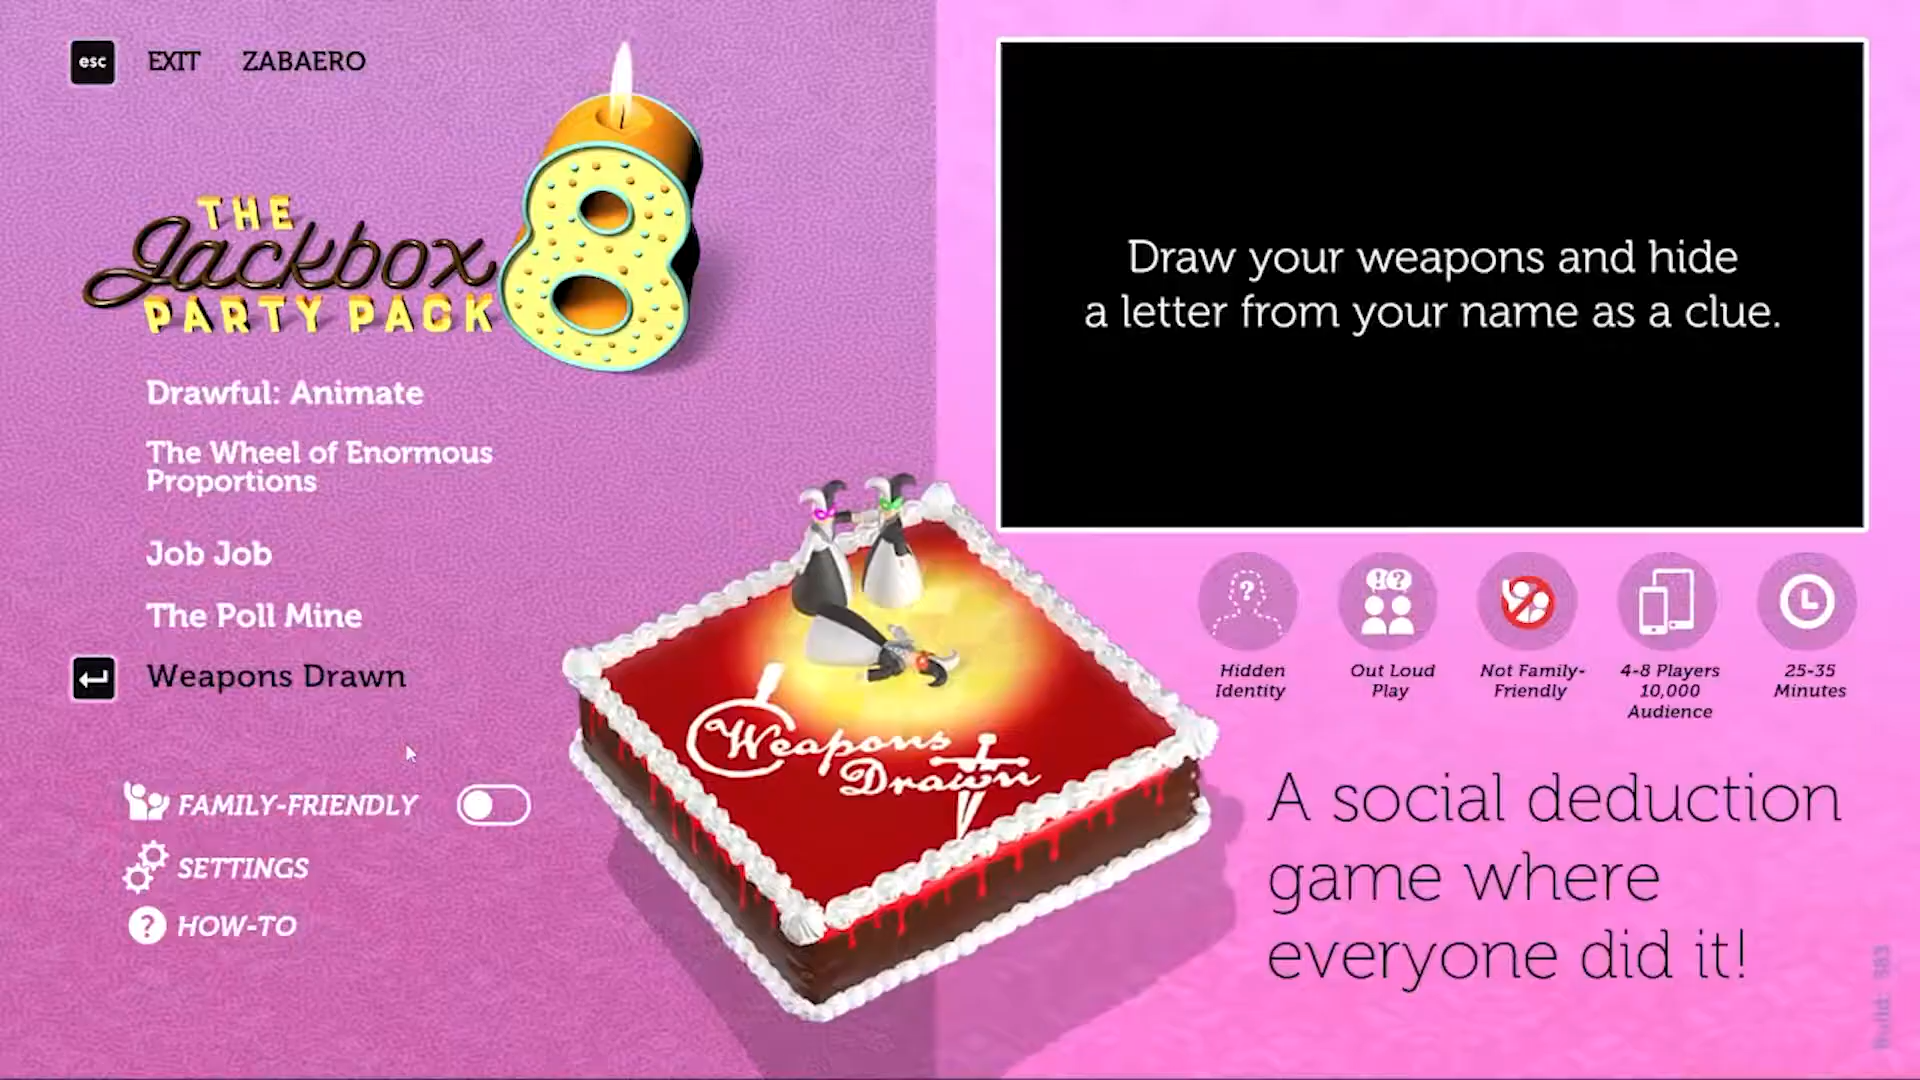 esc EXIT ZABAERO
THE
Jackbox
PARTY PACK
8
Drawful: Animate
The Wheel of Enormous
Proportions
Job Job
The Poll Mine
Weapons Drawn
FAMILY-FRIENDLY
SETTINGS
? HOW-TO
Weapons
Drawn
Draw your weapons and hide
a letter from your name as a clue.
?
!? ?
Hidden
Identity
Out Loud
Play
Not Family-
Friendly
4-8 Players
10,000
Audience
25-35
Minutes
A social deduction
game where
everyone did it!
Build: 583